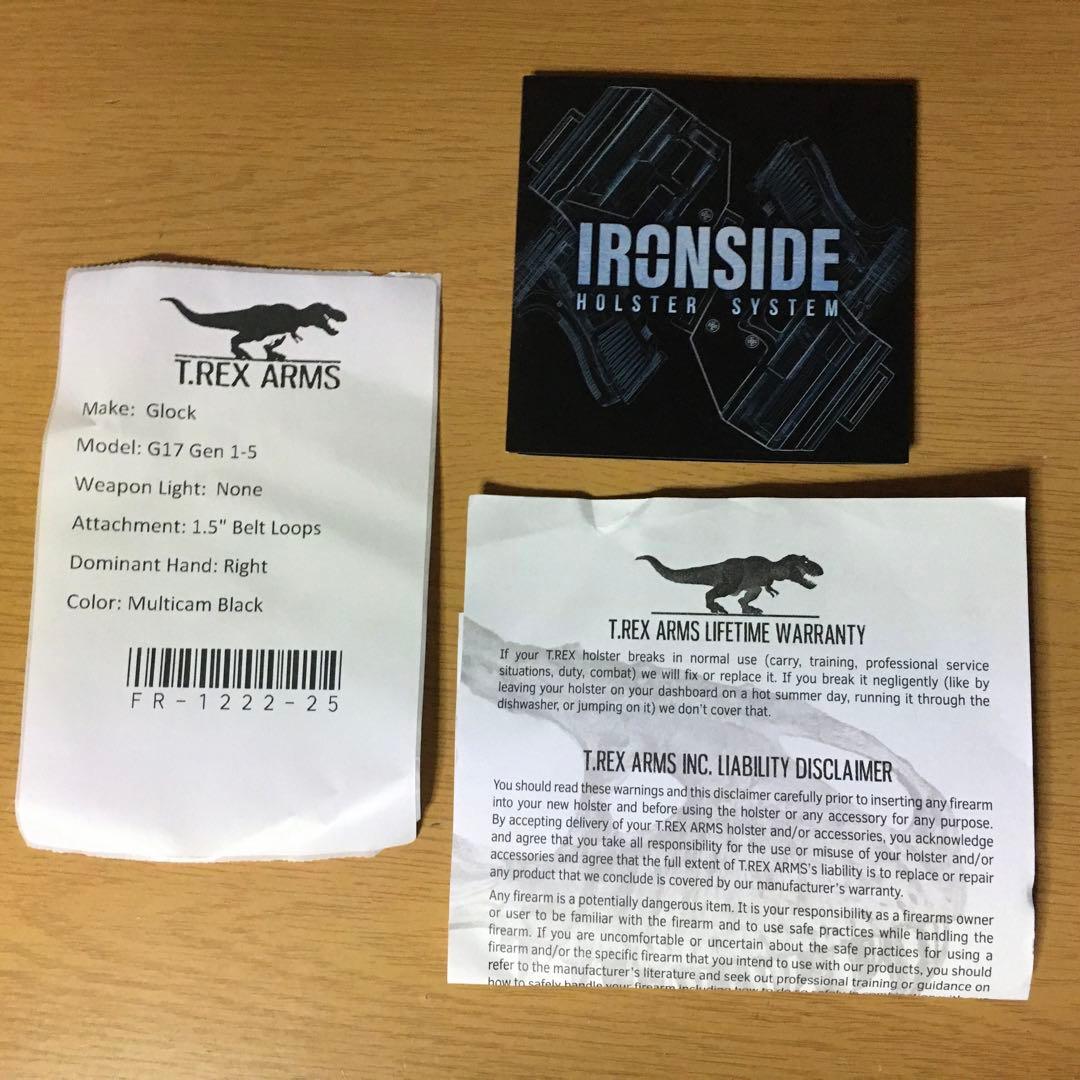 T.REX ARMS
Make: Glock
Model: G17 Gen 1-5
Weapon Light: None
Attachment: 1.5" Belt Loops
Dominant Hand: Right
Color: Multicam Black
FR-1222-25
IRONSIDE
HOLSTER SYSTEM
T.REX ARMS LIFETIME WARRANTY
If your T.REX holster breaks in normal use (carry, training, professional service
situations, duty, combat) we will fix or replace it. If you break it negligently (like by
leaving your holster on your dashboard on a hot summer day, running it through the
dishwasher, or jumping on it) we don't cover that.
T.REX ARMS INC. LIABILITY DISCLAIMER
You should read these warnings and this disclaimer carefully prior to inserting any firearm
into your new holster and before using the holster or any accessory for any purpose.
By accepting delivery of your T.REX ARMS holster and/or accessories, you acknowledge
and agree that you take all responsibility for the use or misuse of your holster and/or
accessories and agree that the full extent of T.REX ARMS's liability is to replace or repair
any product that we conclude is covered by our manufacturer's warranty.
Any firearm is a potentially dangerous item. It is your responsibility as a firearms owner
or user to be familiar with the firearm and to use safe practices while handling the
firearm. If you are uncomfortable or uncertain about the safe practices for using a
firearm and/or the specific firearm that you intend to use with our products, you should
refer to the manufacturer's literature and seek out professional training or guidance on
how to safely handle your firearm including how to